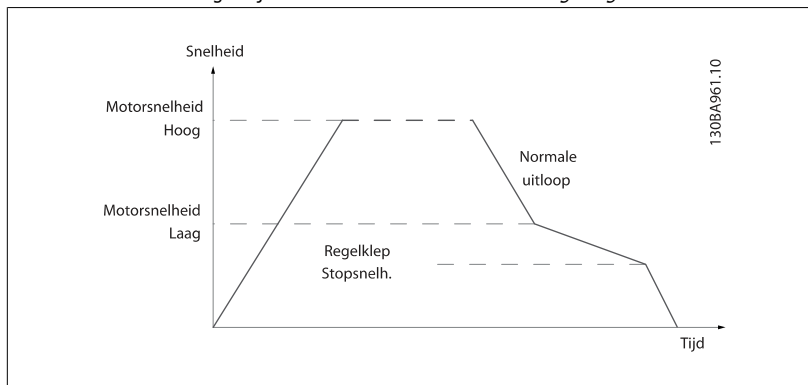 Snelheid
Motorsnelheid
Hoog
Normale
uitloop
Motorsnelheid
Laag
Regelklep
Stopsnelh.
Tijd
130BA961.10